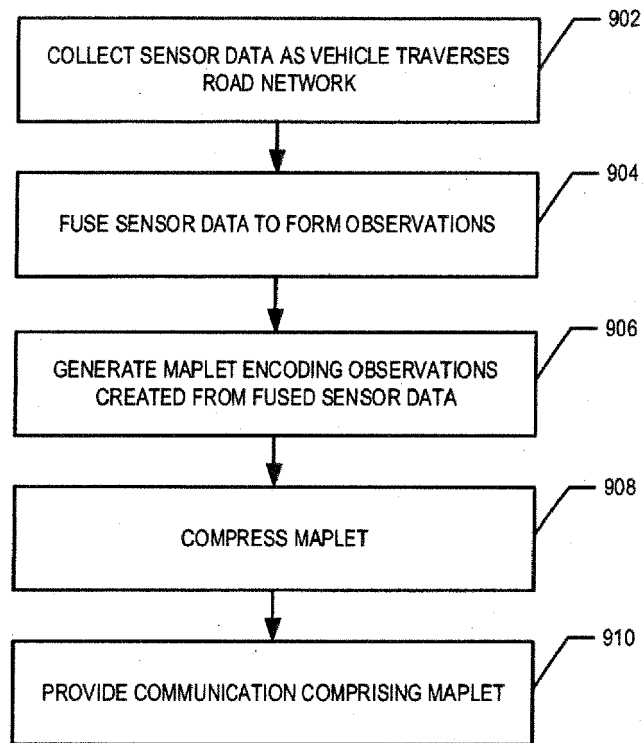 902
COLLECT SENSOR DATA AS VEHICLE TRAVERSES
ROAD NETWORK
904
FUSE SENSOR DATA TO FORM OBSERVATIONS
906
GENERATE MAPLET ENCODING OBSERVATIONS
CREATED FROM FUSED SENSOR DATA
908
COMPRESS MAPLET
910
PROVIDE COMMUNICATION COMPRISING MAPLET